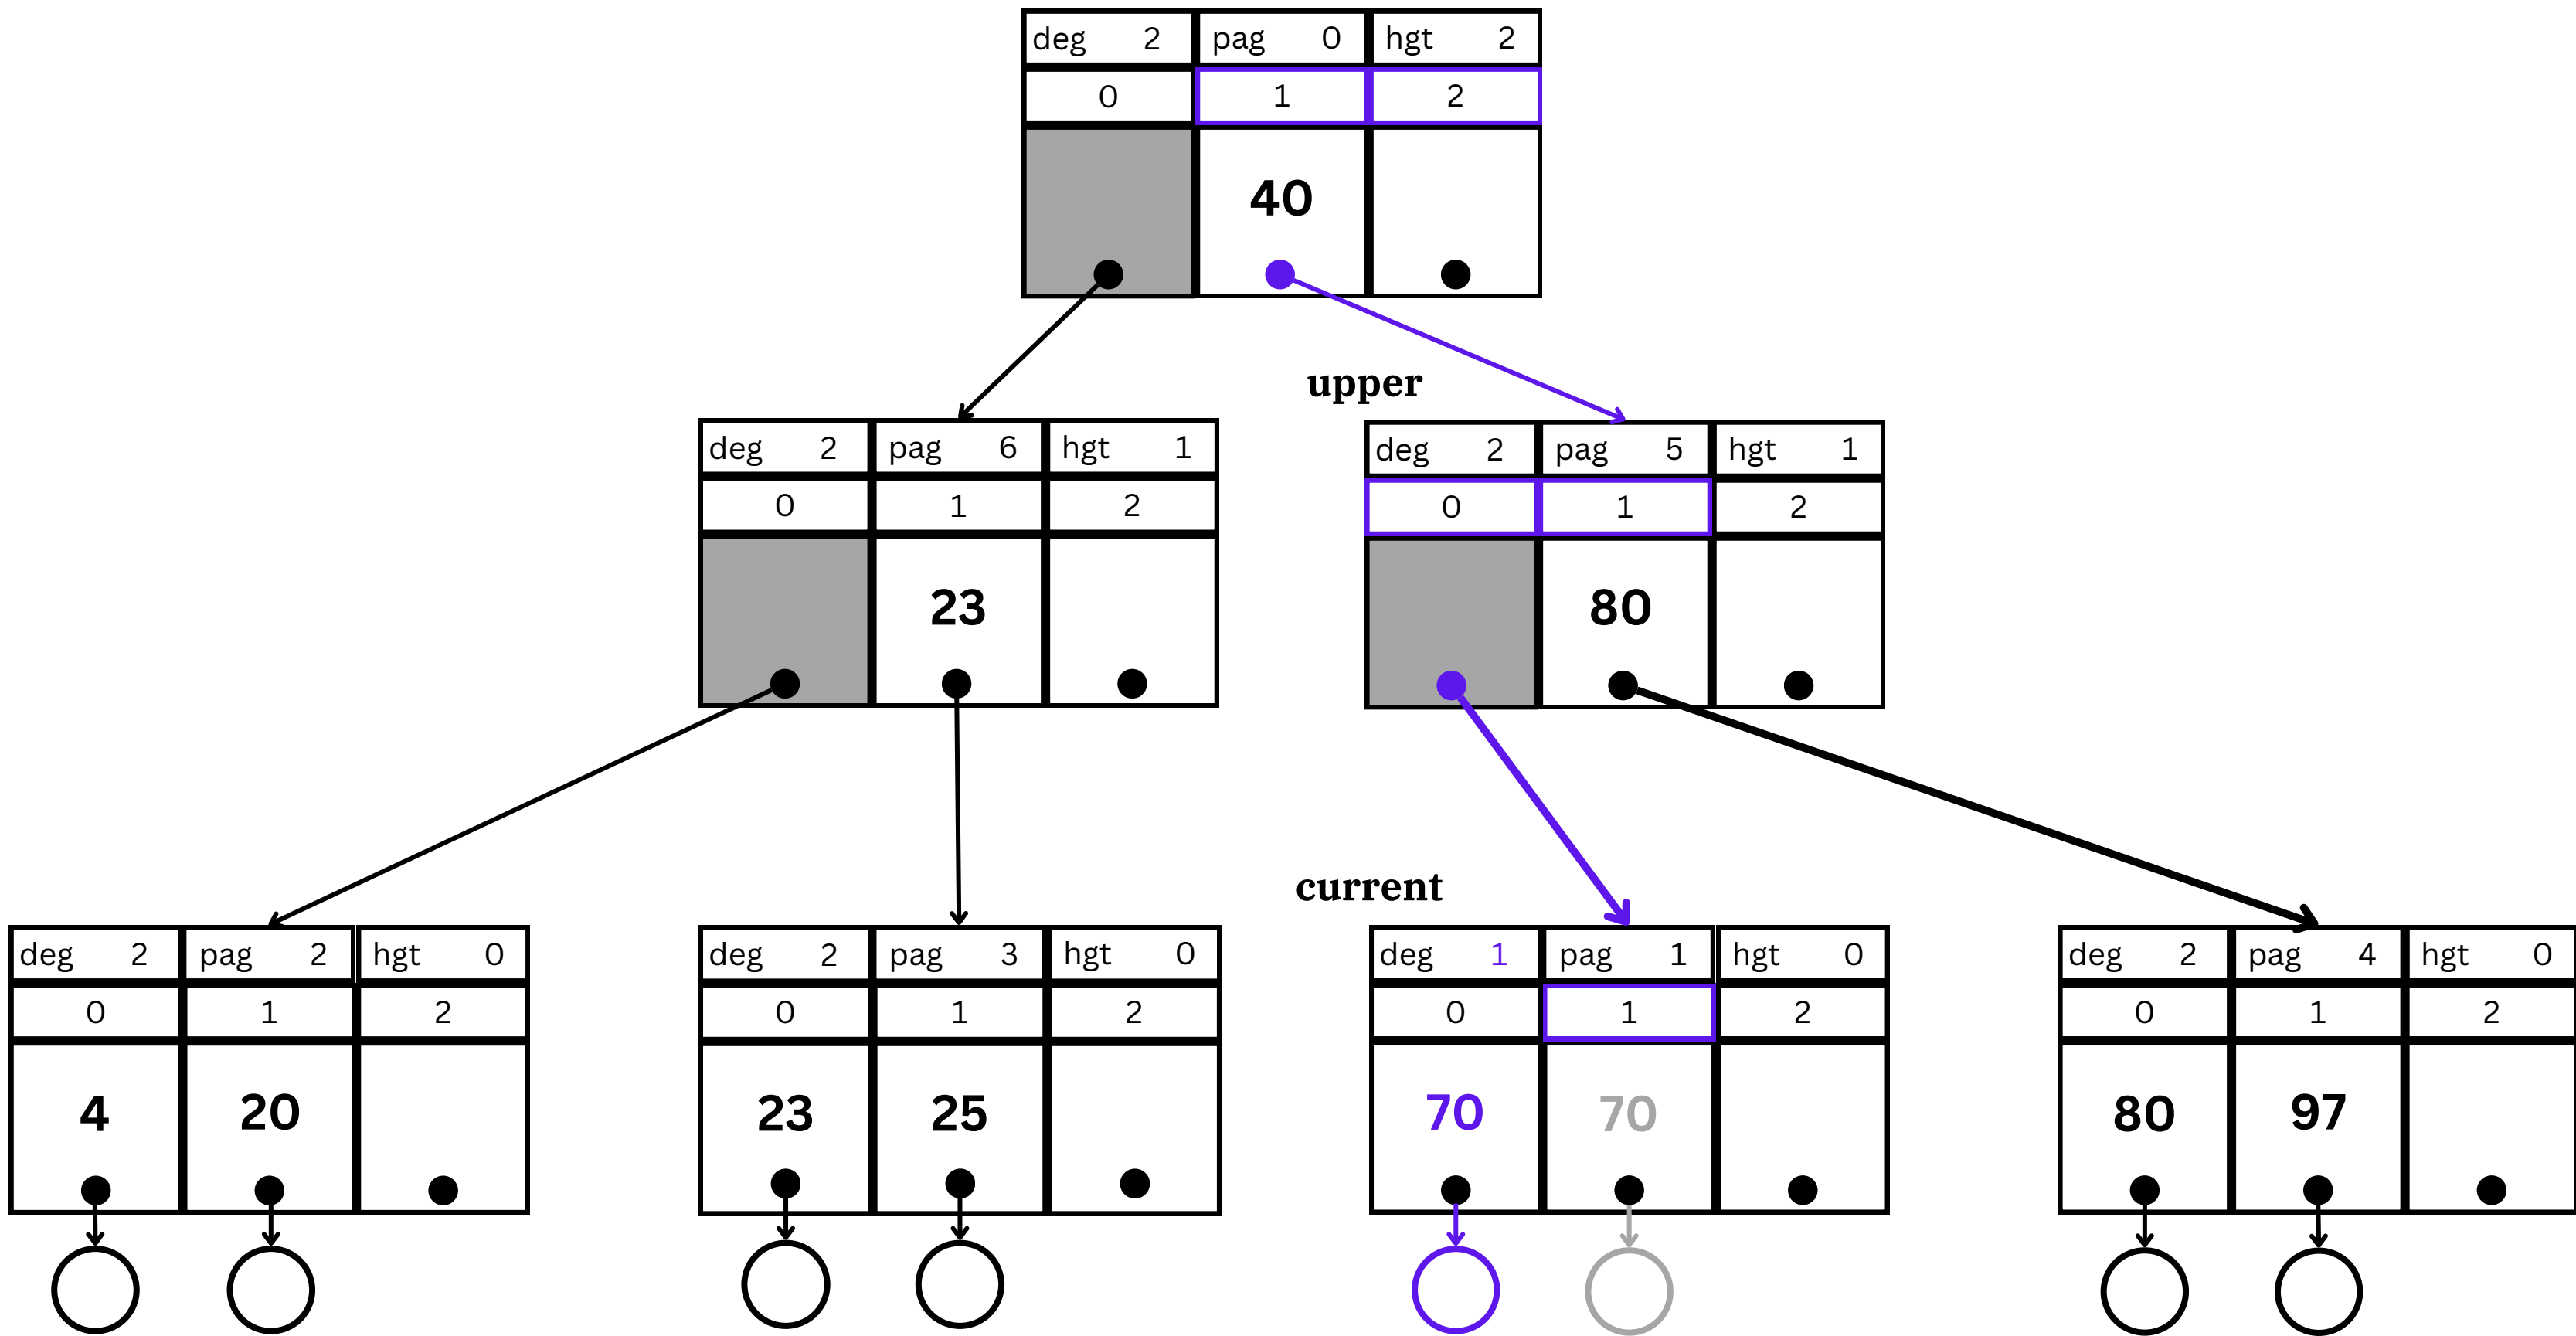 deg 2 pag 0 hgt 2
0 1 2
40
upper
deg 2 pag 6 hgt 1
0 1 2
23
deg 2 pag 5 hgt 1
0 1 2
80
current
deg 2 pag 2 hgt 0
0 1 2
4 20
deg 2 pag 3 hgt 0
0 1 2
23 25
deg 1 pag 1 hgt 0
0 1 2
70 70
deg 2 pag 4 hgt 0
0 1 2
80 97